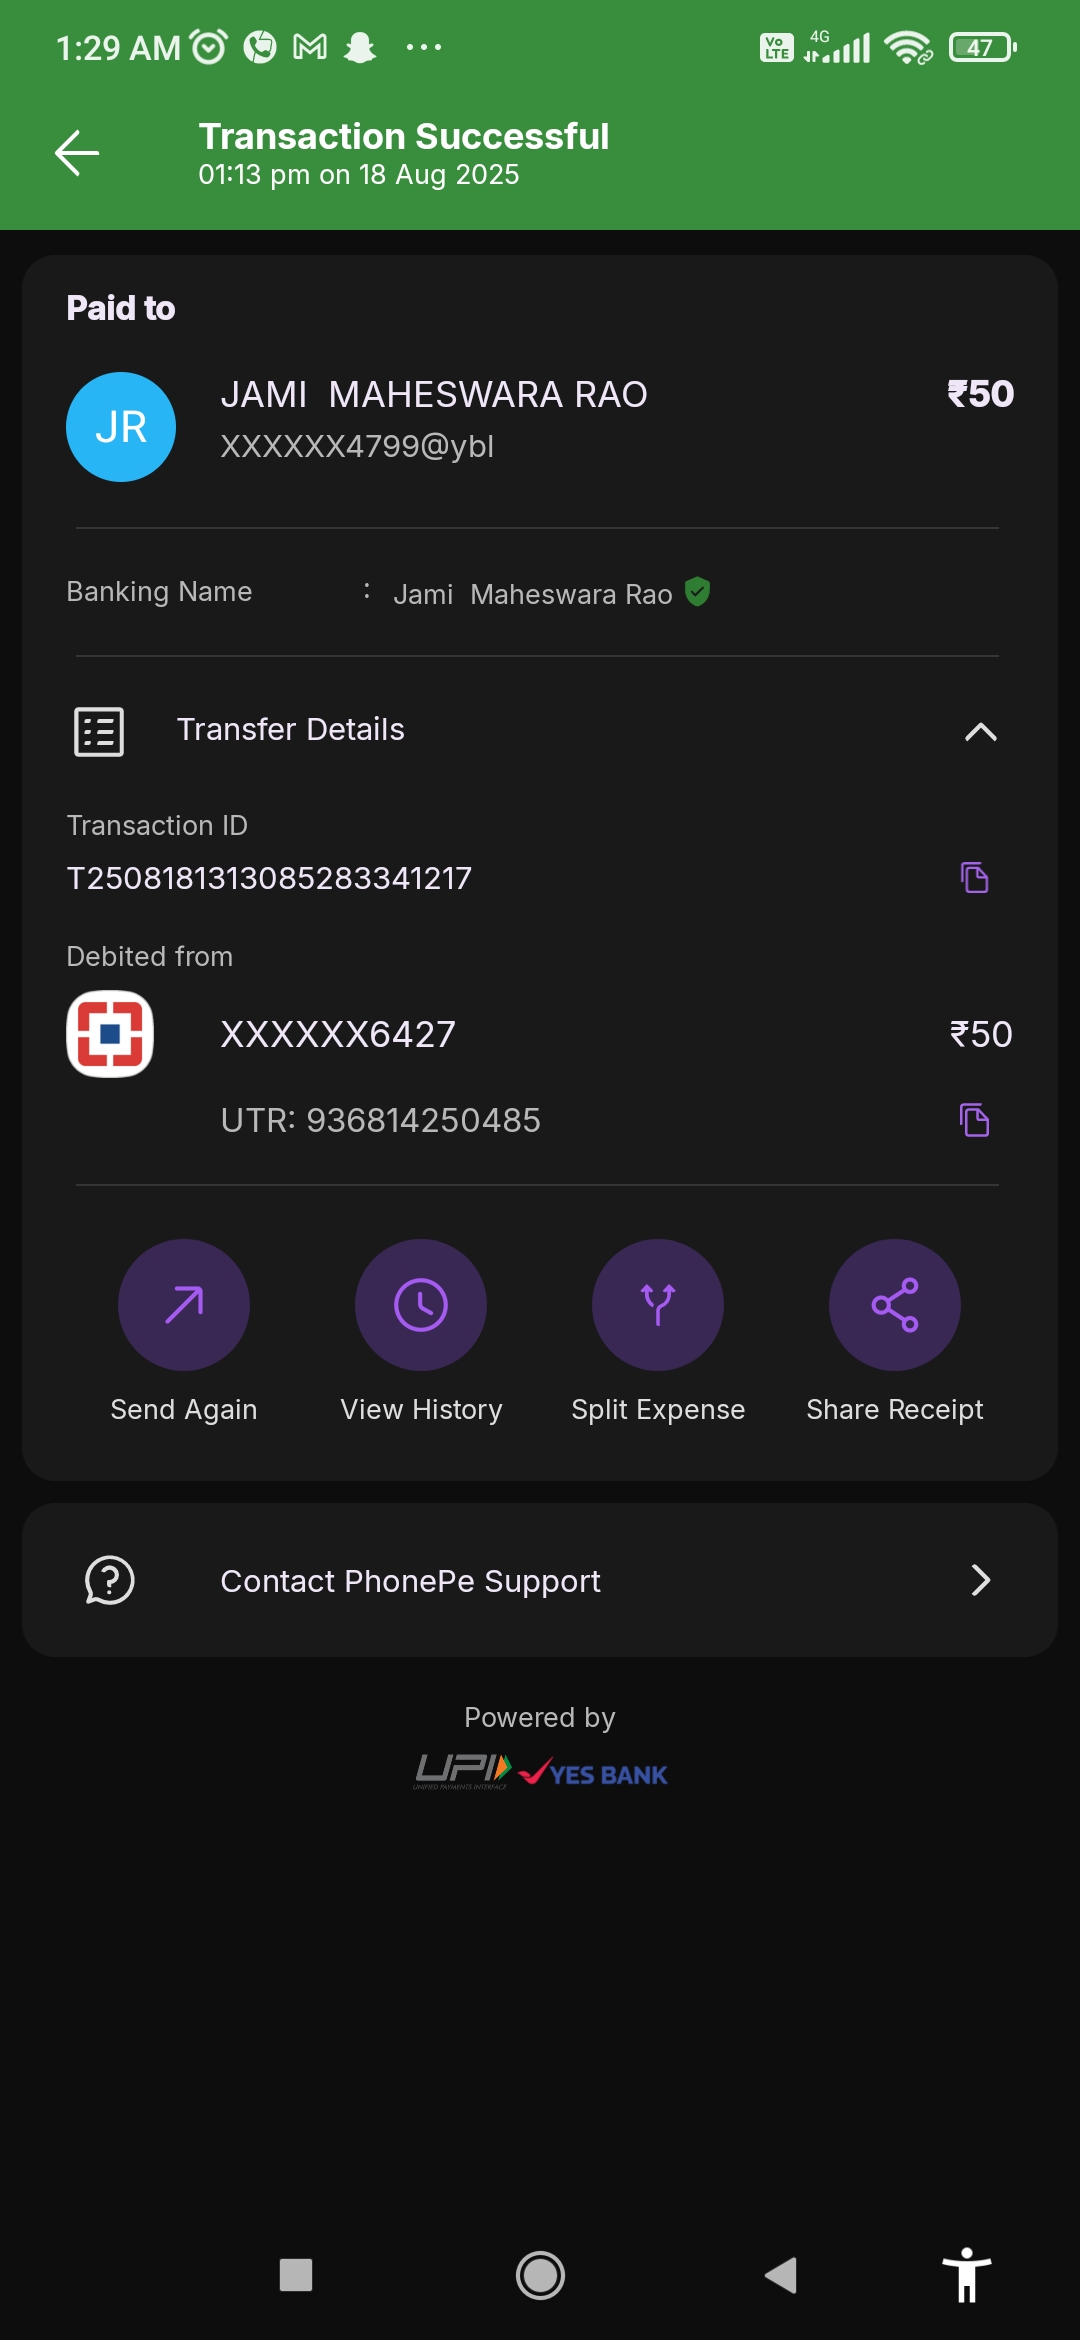 1:29 AM
Vo LTE
4G
47
Transaction Successful
01:13 pm on 18 Aug 2025
Paid to
JR
JAMI  MAHESWARA RAO
₹50
XXXXXX4799@ybl
Banking Name : Jami  Maheswara Rao
Transfer Details
Transaction ID
T2508181313085283341217
Debited from
XXXXXX6427
₹50
UTR: 936814250485
Send Again
View History
Split Expense
Share Receipt
Contact PhonePe Support
Powered by
UPI
UNIFIED PAYMENTS INTERFACE
YES BANK